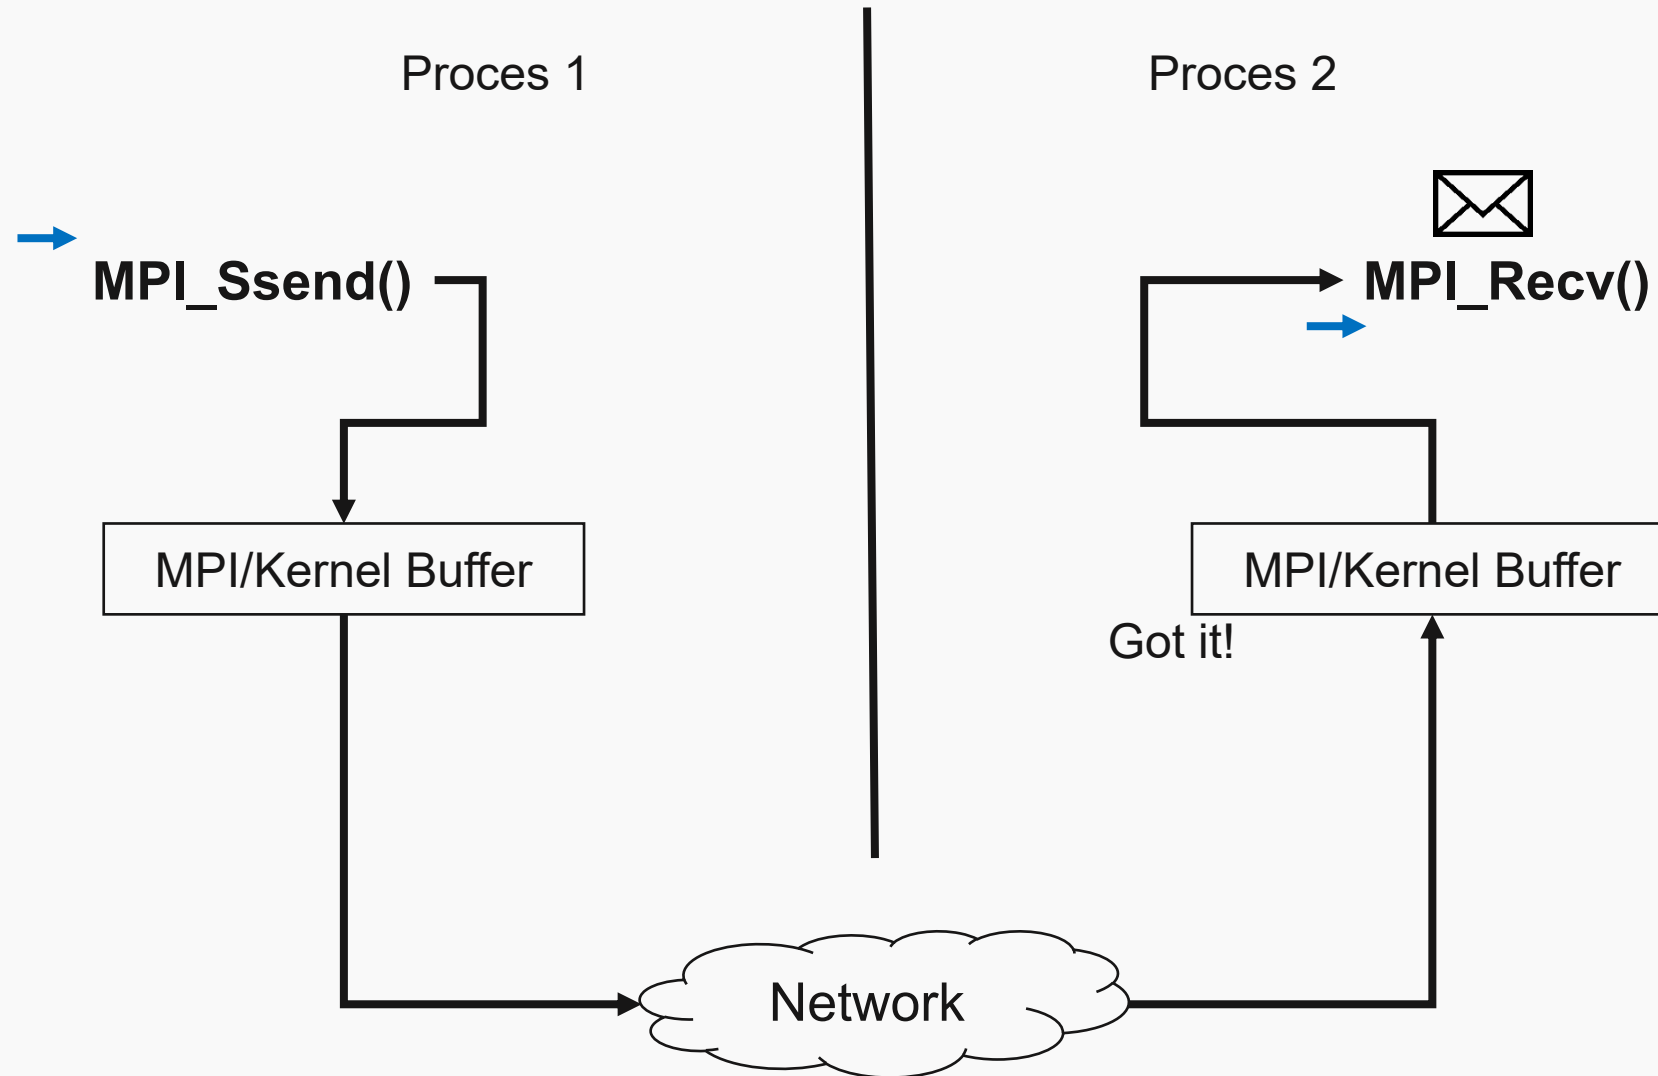 Proces 1
Proces 2
MPI_Ssend()
MPI_Recv()
MPI/Kernel Buffer
MPI/Kernel Buffer
Got it!
Network